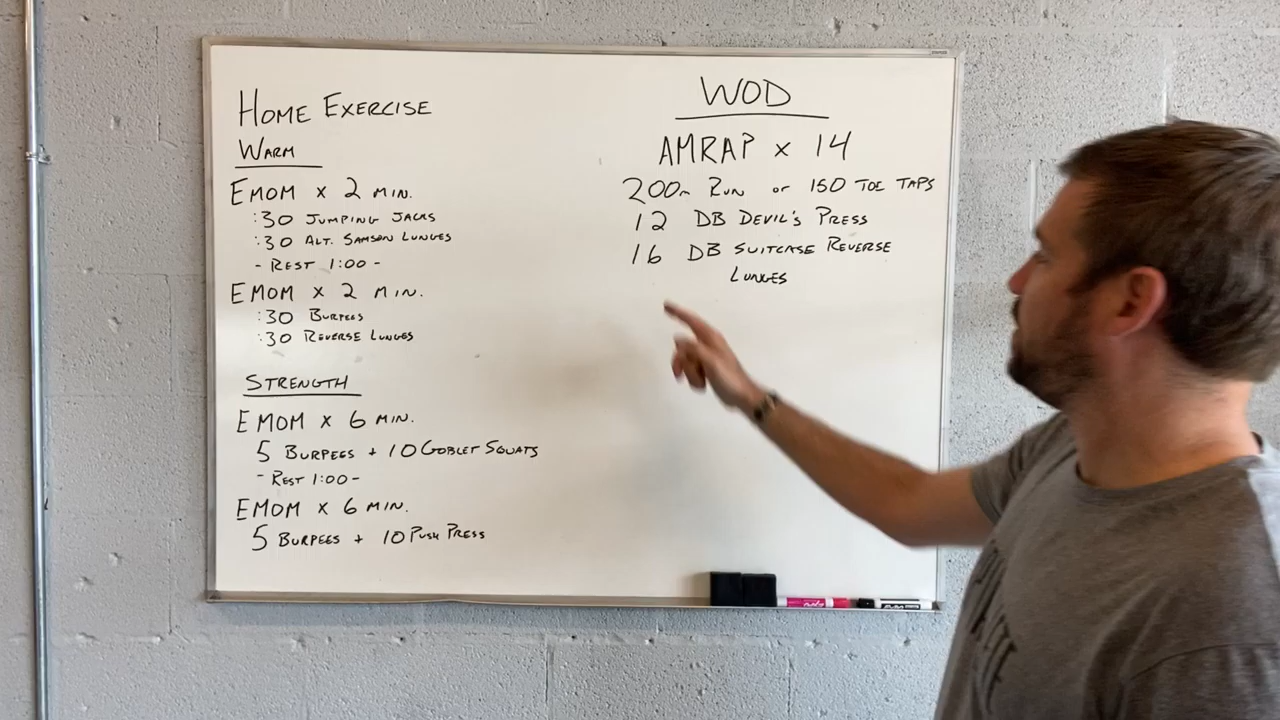 HOME EXERCISE
WARM
EMOM x 2 MIN.
:30 JUMPING JACKS
:30 ALT. SAMSON LUNGES
- REST 1:00 -
EMOM x 2 MIN.
:30 BURPEES
:30 REVERSE LUNGES
STRENGTH
EMOM x 6 MIN.
5 BURPEES + 10 GOBLET SQUATS
- REST 1:00 -
EMOM x 6 MIN.
5 BURPEES + 10 PUSH PRESS
WOD
AMRAP x 14
200m RUN or 150 TOE TAPS
12 DB DEVIL'S PRESS
16 DB SUITCASE REVERSE
LUNGES